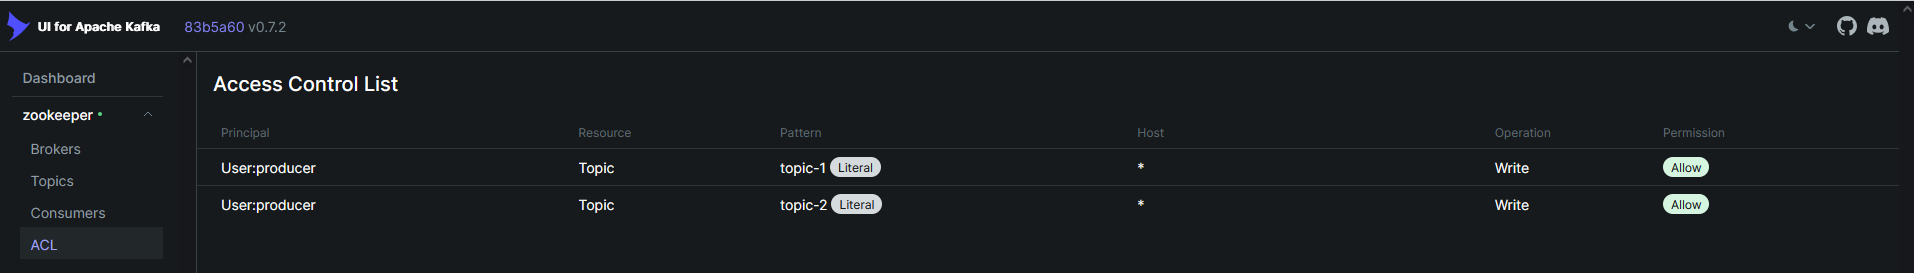 UI for Apache Kafka 83b5a60 v0.7.2
Dashboard
zookeeper
Brokers
Topics
Consumers
ACL
Access Control List
Principal Resource Pattern Host Operation Permission
User:producer Topic topic-1 Literal * Write Allow
User:producer Topic topic-2 Literal * Write Allow